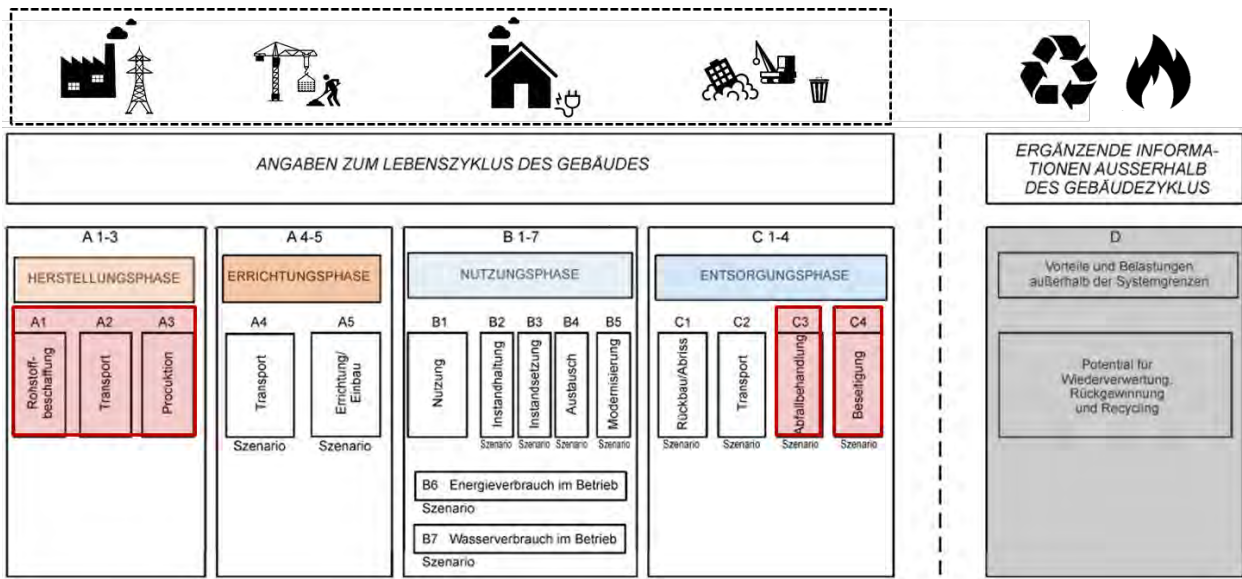 ANGABEN ZUM LEBENSZYKLUS DES GEBÄUDES
ERGÄNZENDE INFORMA-
TIONEN AUSSERHALB
DES GEBÄUDEZYKLUS
A 1-3
HERSTELLUNGSPHASE
A1
A2
A3
Rohstoff-
beschaffung
Transport
Procuktion
A 4-5
ERRICHTUNGSPHASE
A4
A5
Transport
Errichtung/
Einbau
Szenario
Szenario
B 1-7
NUTZUNGSPHASE
B1
B2
B3
B4
B5
Nutzung
Instandhaltung
Instandsetzung
Austausch
Modernisierung
Szenario
Szenario
Szenario
Szenario
B6 Energieverbrauch im Betrieb
Szenario
B7 Wasserverbrauch im Betrieb
Szenario
C 1-4
ENTSORGUNGSPHASE
C1
C2
C3
C4
Rückbau/Abriss
Transport
Abfallbehandlung
Beseitigung
Szenario
Szenario
Szenario
Szenario
D
Vorteile und Belastungen
außerhalb der Systemgrenzen
Potential für
Wiederverwertung,
Rückgewinnung
und Recycling